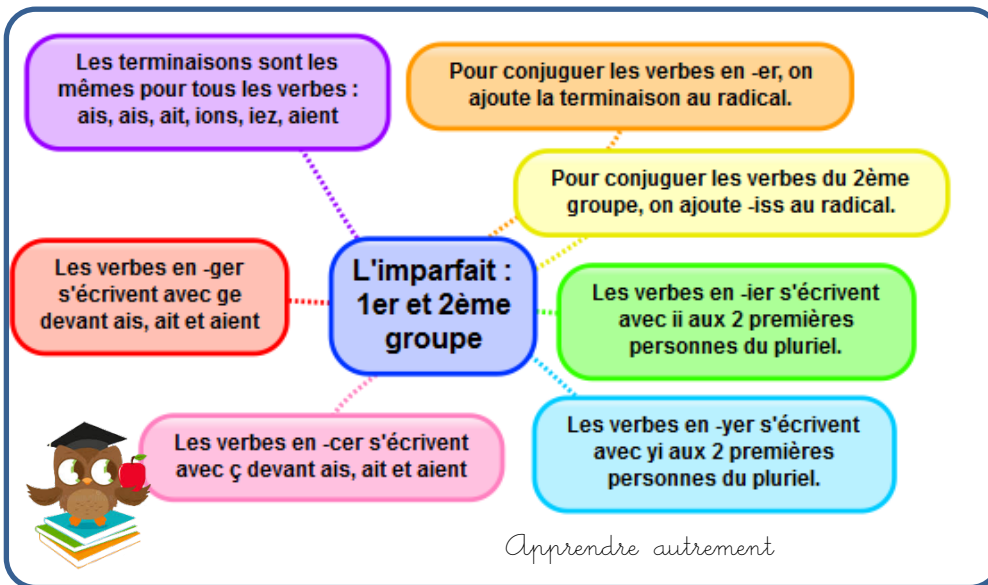 Les terminaisons sont les
mêmes pour tous les verbes :
ais, ais, ait, ions, iez, aient
Pour conjuguer les verbes en -er, on
ajoute la terminaison au radical.
Pour conjuguer les verbes du 2ème
groupe, on ajoute -iss au radical.
Les verbes en -ger
s'écrivent avec ge
devant ais, ait et aient
L'imparfait :
1er et 2ème
groupe
Les verbes en -ier s'écrivent
avec ii aux 2 premières
personnes du pluriel.
Les verbes en -cer s'écrivent
avec ç devant ais, ait et aient
Les verbes en -yer s'écrivent
avec yi aux 2 premières
personnes du pluriel.
Apprendre autrement